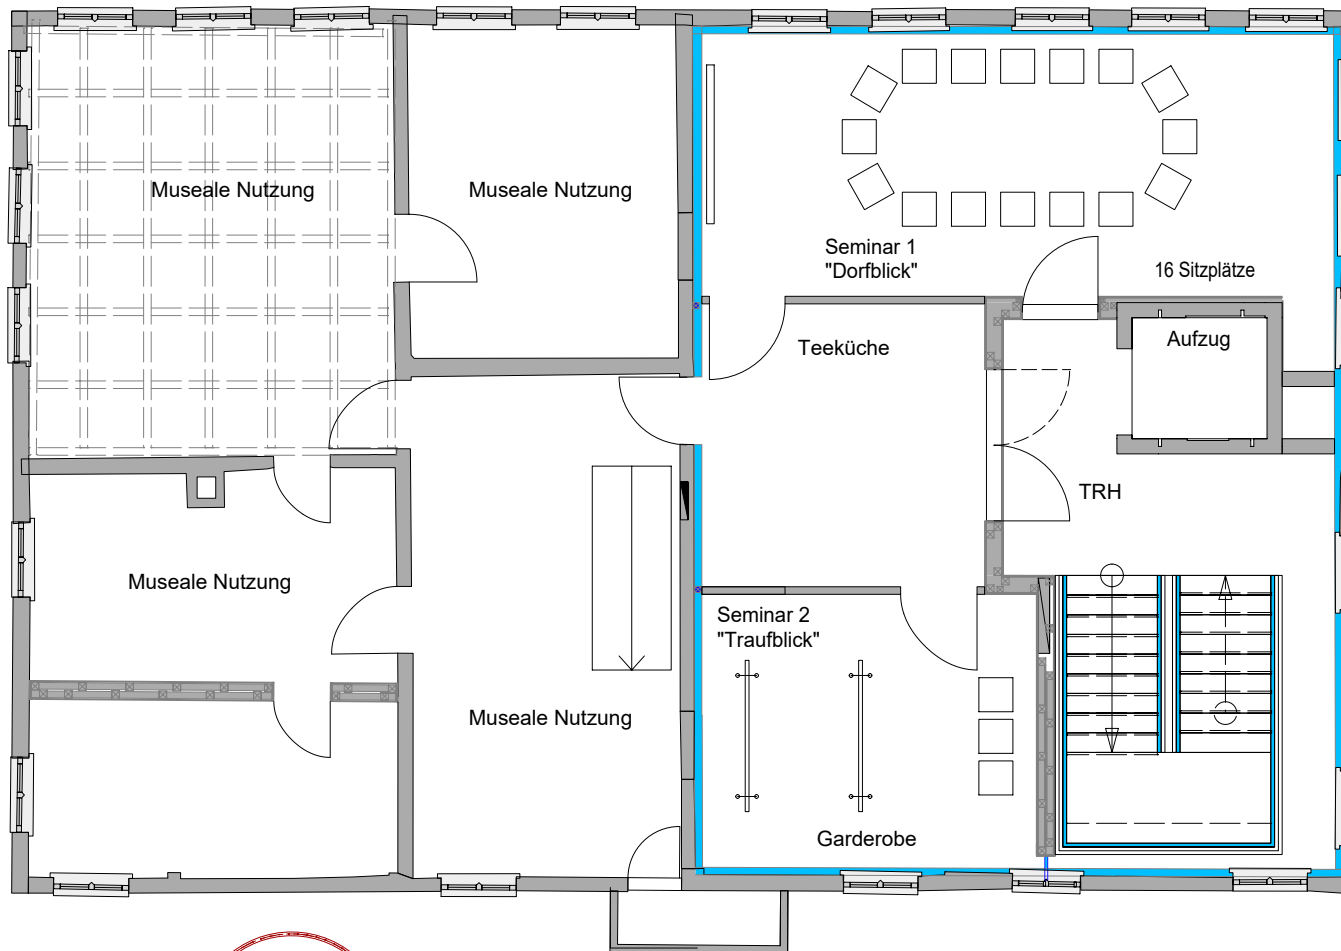 Museale Nutzung
Museale Nutzung
Seminar 1
"Dorfblick"
16 Sitzplätze
Teeküche
Aufzug
TRH
Museale Nutzung
Seminar 2
"Traufblick"
Museale Nutzung
Garderobe